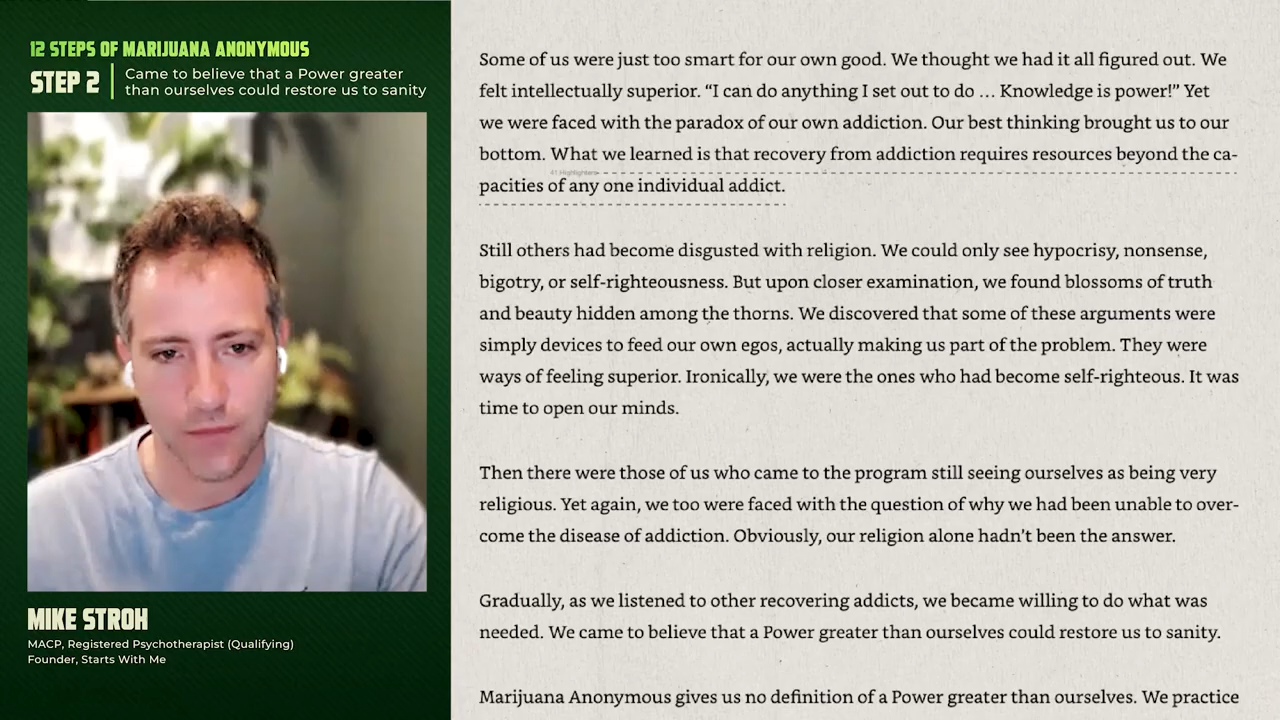 12 STEPS OF MARIJUANA ANONYMOUS
STEP 2
Came to believe that a Power greater
than ourselves could restore us to sanity
MIKE STROH
MACP, Registered Psychotherapist (Qualifying)
Founder, Starts With Me
Some of us were just too smart for our own good. We thought we had it all figured out. We
felt intellectually superior. “I can do anything I set out to do … Knowledge is power!” Yet
we were faced with the paradox of our own addiction. Our best thinking brought us to our
bottom. What we learned is that recovery from addiction requires resources beyond the ca-
41 Highlighters
pacities of any one individual addict.
Still others had become disgusted with religion. We could only see hypocrisy, nonsense,
bigotry, or self-righteousness. But upon closer examination, we found blossoms of truth
and beauty hidden among the thorns. We discovered that some of these arguments were
simply devices to feed our own egos, actually making us part of the problem. They were
ways of feeling superior. Ironically, we were the ones who had become self-righteous. It was
time to open our minds.
Then there were those of us who came to the program still seeing ourselves as being very
religious. Yet again, we too were faced with the question of why we had been unable to over-
come the disease of addiction. Obviously, our religion alone hadn't been the answer.
Gradually, as we listened to other recovering addicts, we became willing to do what was
needed. We came to believe that a Power greater than ourselves could restore us to sanity.
Marijuana Anonymous gives us no definition of a Power greater than ourselves. We practice